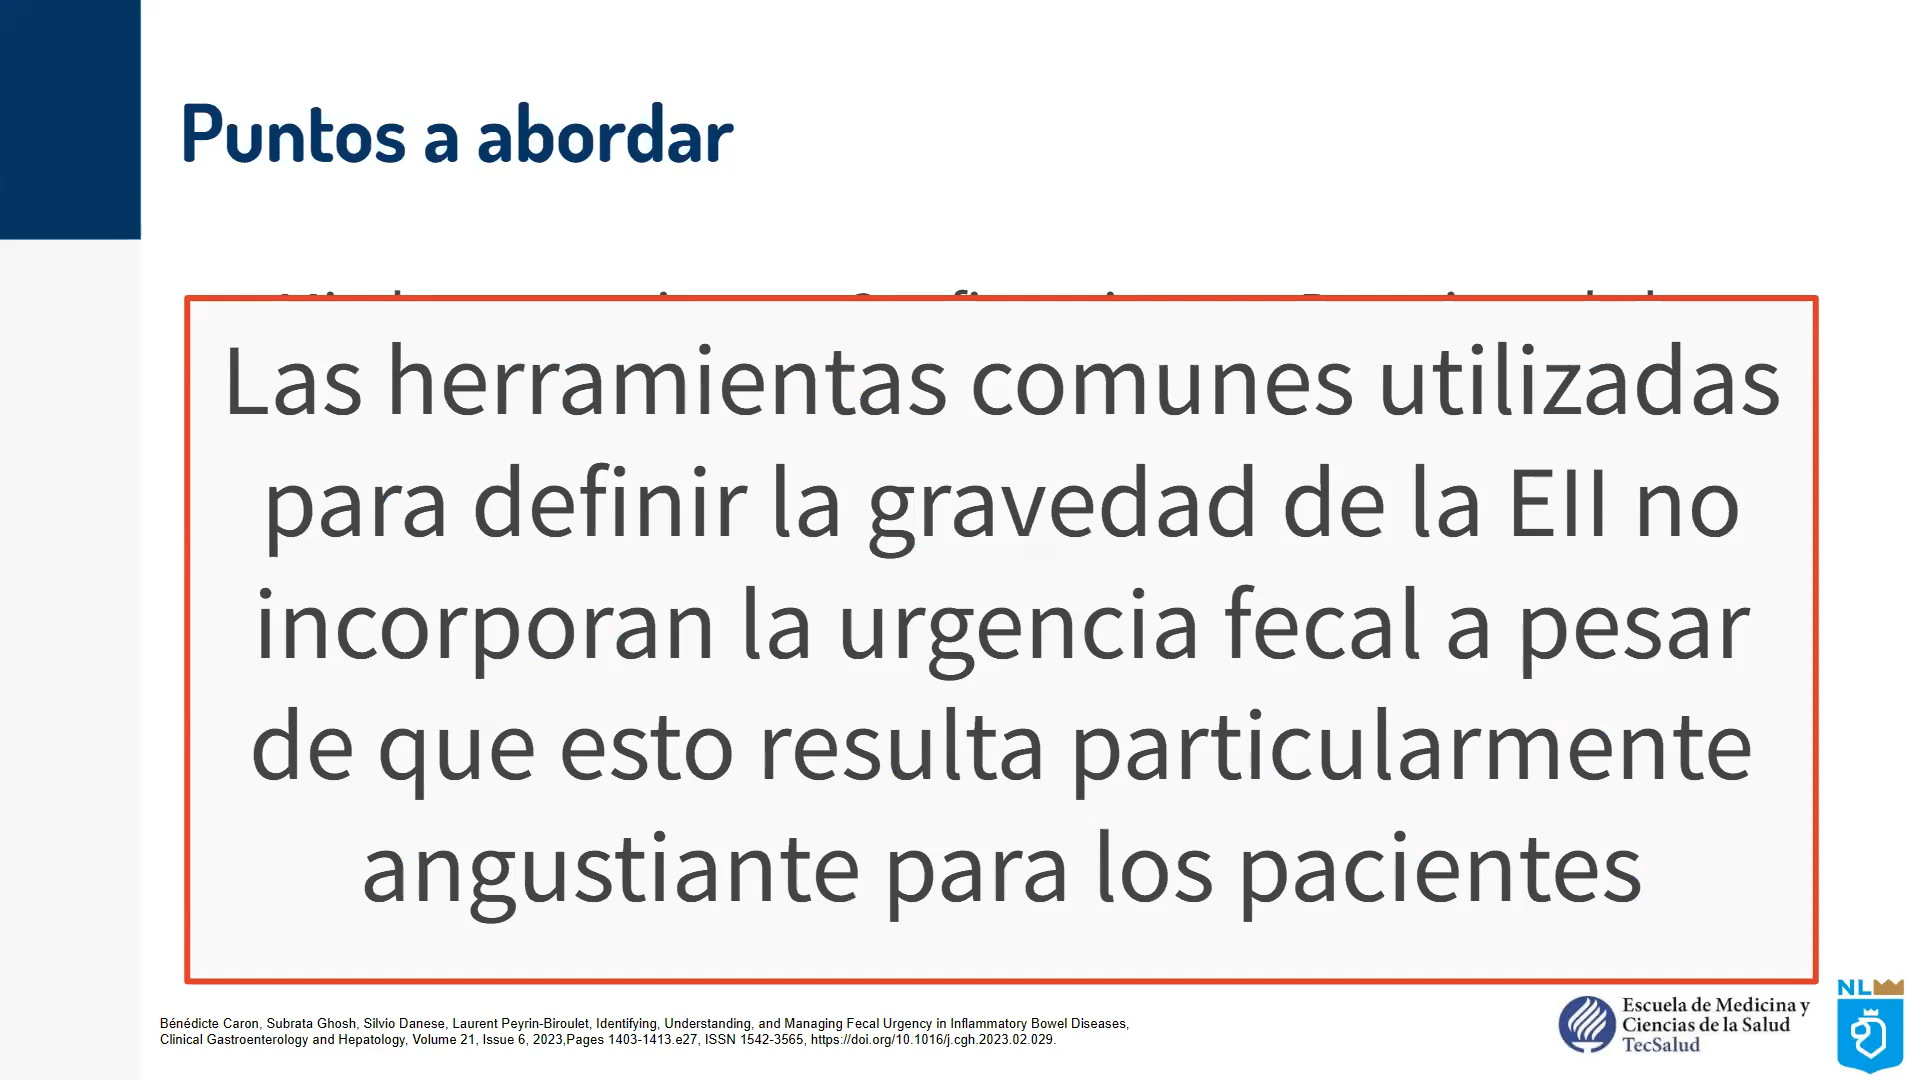 Puntos a abordar
Las herramientas comunes utilizadas
para definir la gravedad de la EII no
incorporan la urgencia fecal a pesar
de que esto resulta particularmente
angustiante para los pacientes
Bénédicte Caron, Subrata Ghosh, Silvio Danese, Laurent Peyrin-Biroulet, Identifying, Understanding, and Managing Fecal Urgency in Inflammatory Bowel Diseases,
Clinical Gastroenterology and Hepatology, Volume 21, Issue 6, 2023,Pages 1403-1413.e27, ISSN 1542-3565, https://doi.org/10.1016/j.cgh.2023.02.029.
Escuela de Medicina y
Ciencias de la Salud
TecSalud
NL